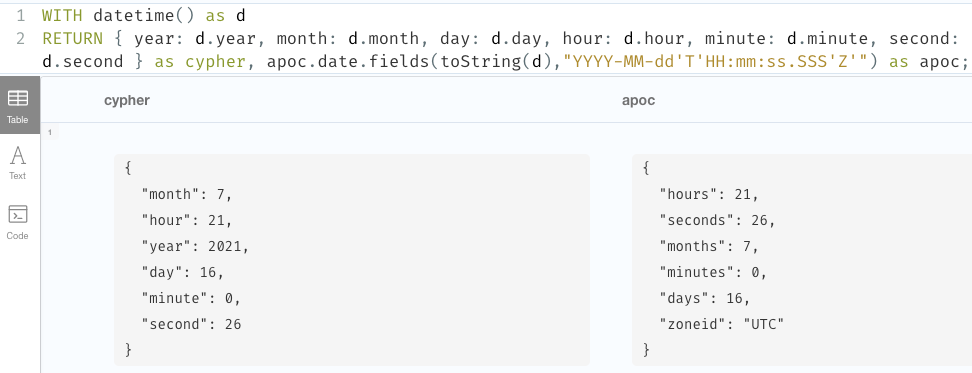 1 WITH datetime() as d
2 RETURN { year: d.year, month: d.month, day: d.day, hour: d.hour, minute: d.minute, second:
d.second } as cypher, apoc.date.fields(toString(d),"YYYY-MM-dd'T'HH:mm:ss.SSS'Z'") as apoc;
Table
Text
Code
cypher
apoc
1
{
"month": 7,
"hour": 21,
"year": 2021,
"day": 16,
"minute": 0,
"second": 26
}
{
"hours": 21,
"seconds": 26,
"months": 7,
"minutes": 0,
"days": 16,
"zoneid": "UTC"
}